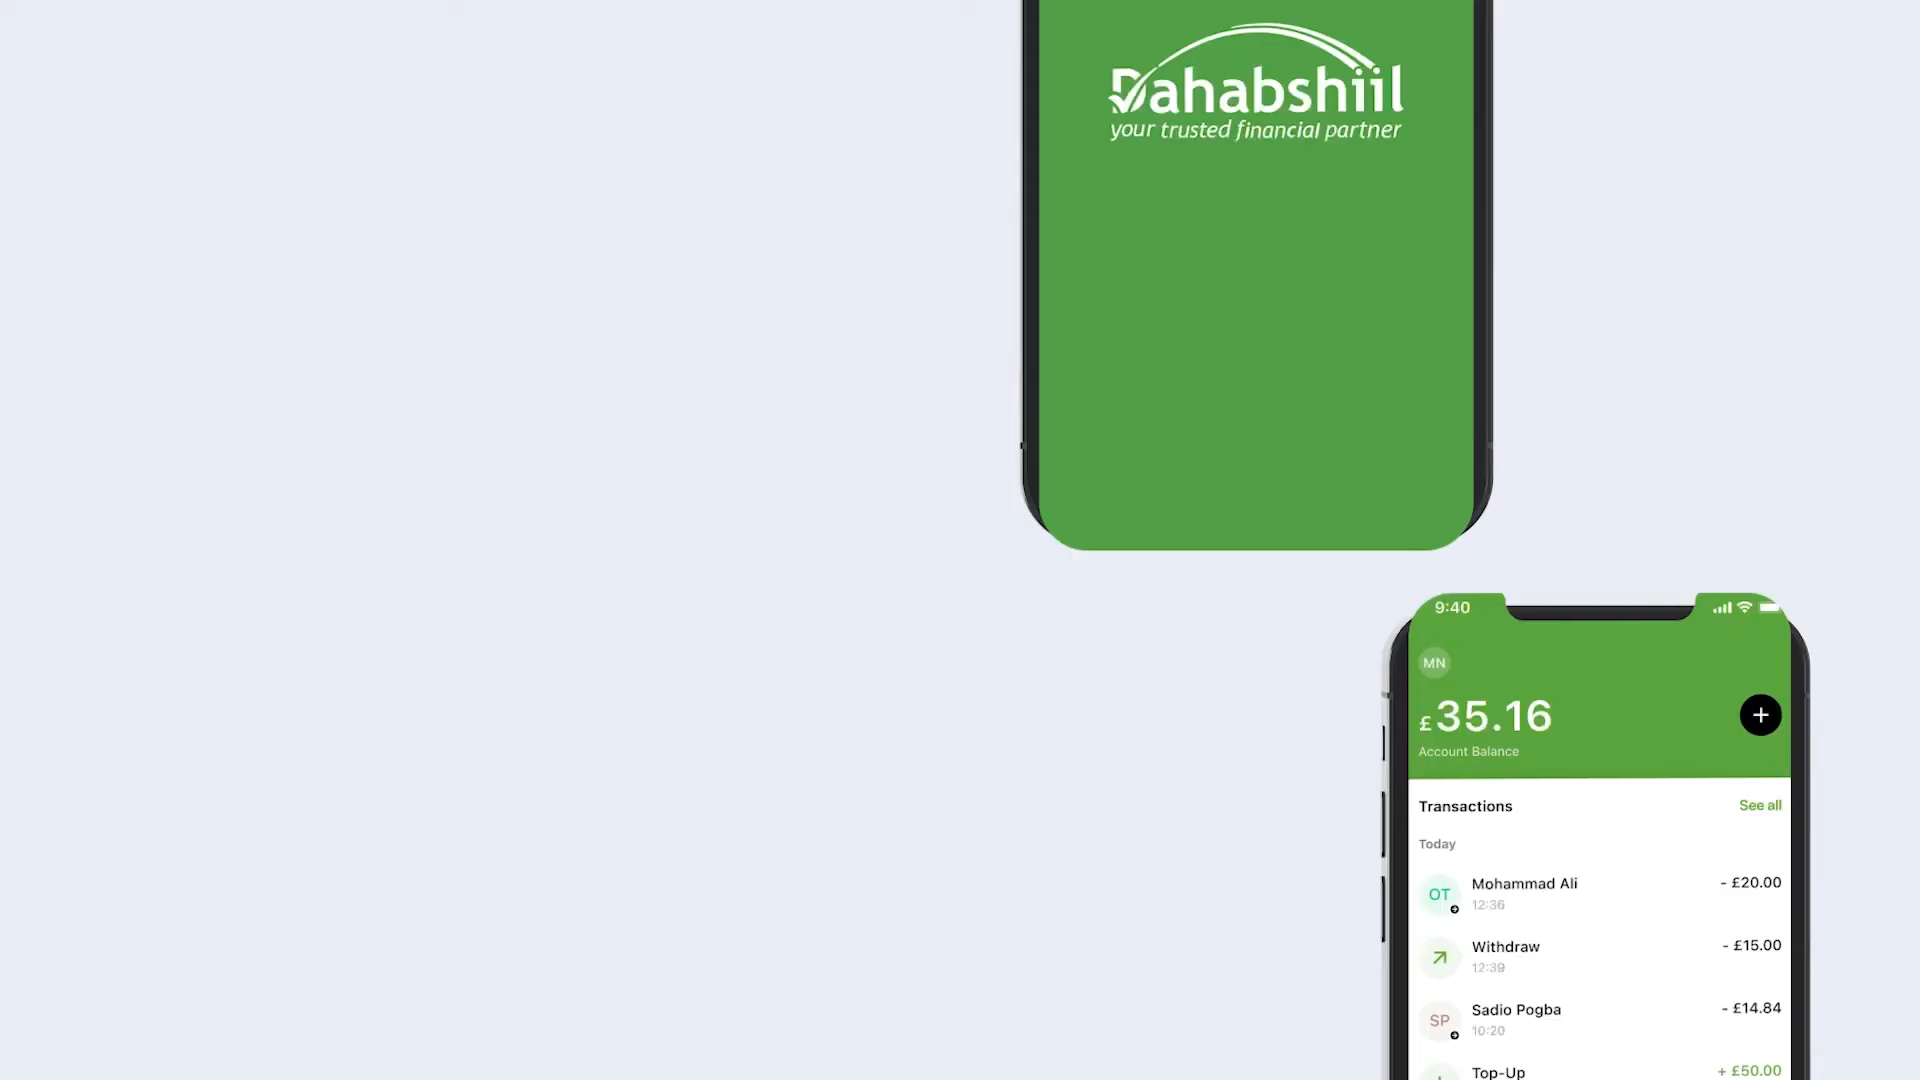 Dahabshiil
your trusted financial partner
9:40
MN
£35.16
+
Account Balance
Transactions
See all
Today
OT
Mohammad Ali
- £20.00
12:36
Withdraw
- £15.00
12:39
SP
Sadio Pogba
- £14.84
10:20
Top-Up
+ £50.00